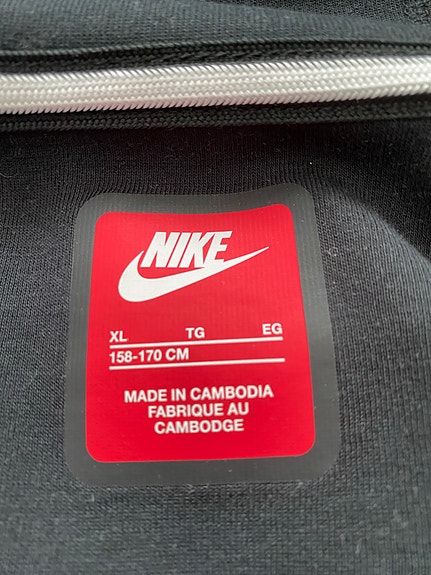 NIKE
XL TG EG
158-170 CM
MADE IN CAMBODIA
FABRIQUE AU
CAMBODGE